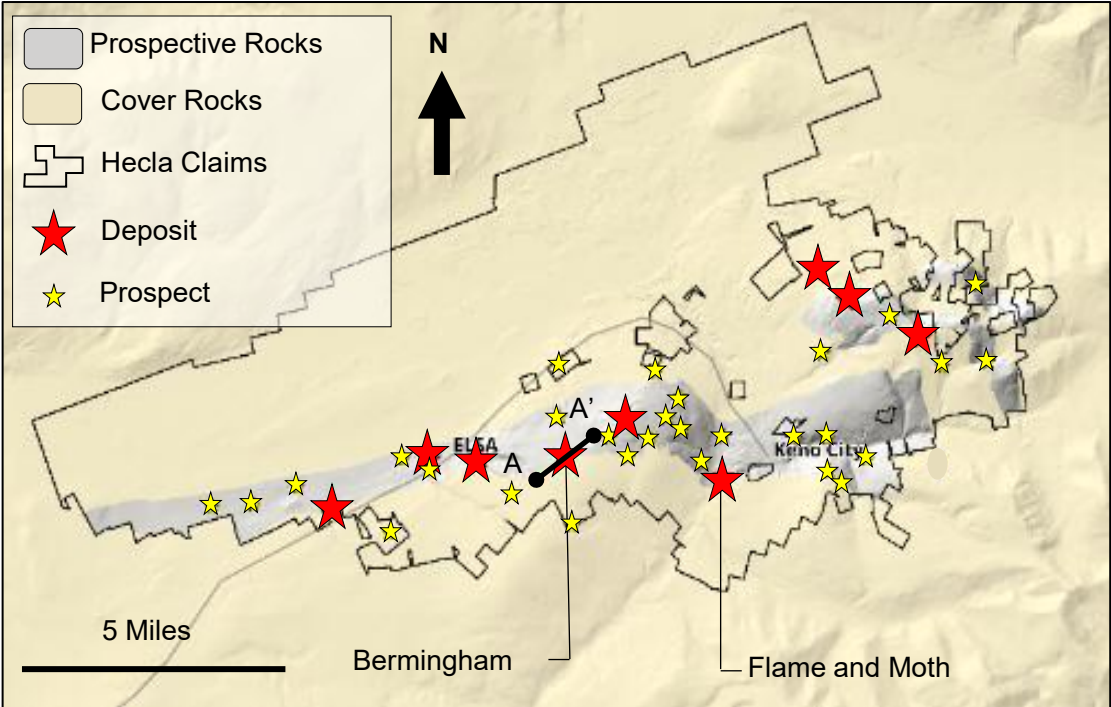 Prospective Rocks
Cover Rocks
Hecla Claims
Deposit
Prospect
N
A'
ELSA
A
Keno City
5 Miles
Bermingham
Flame and Moth